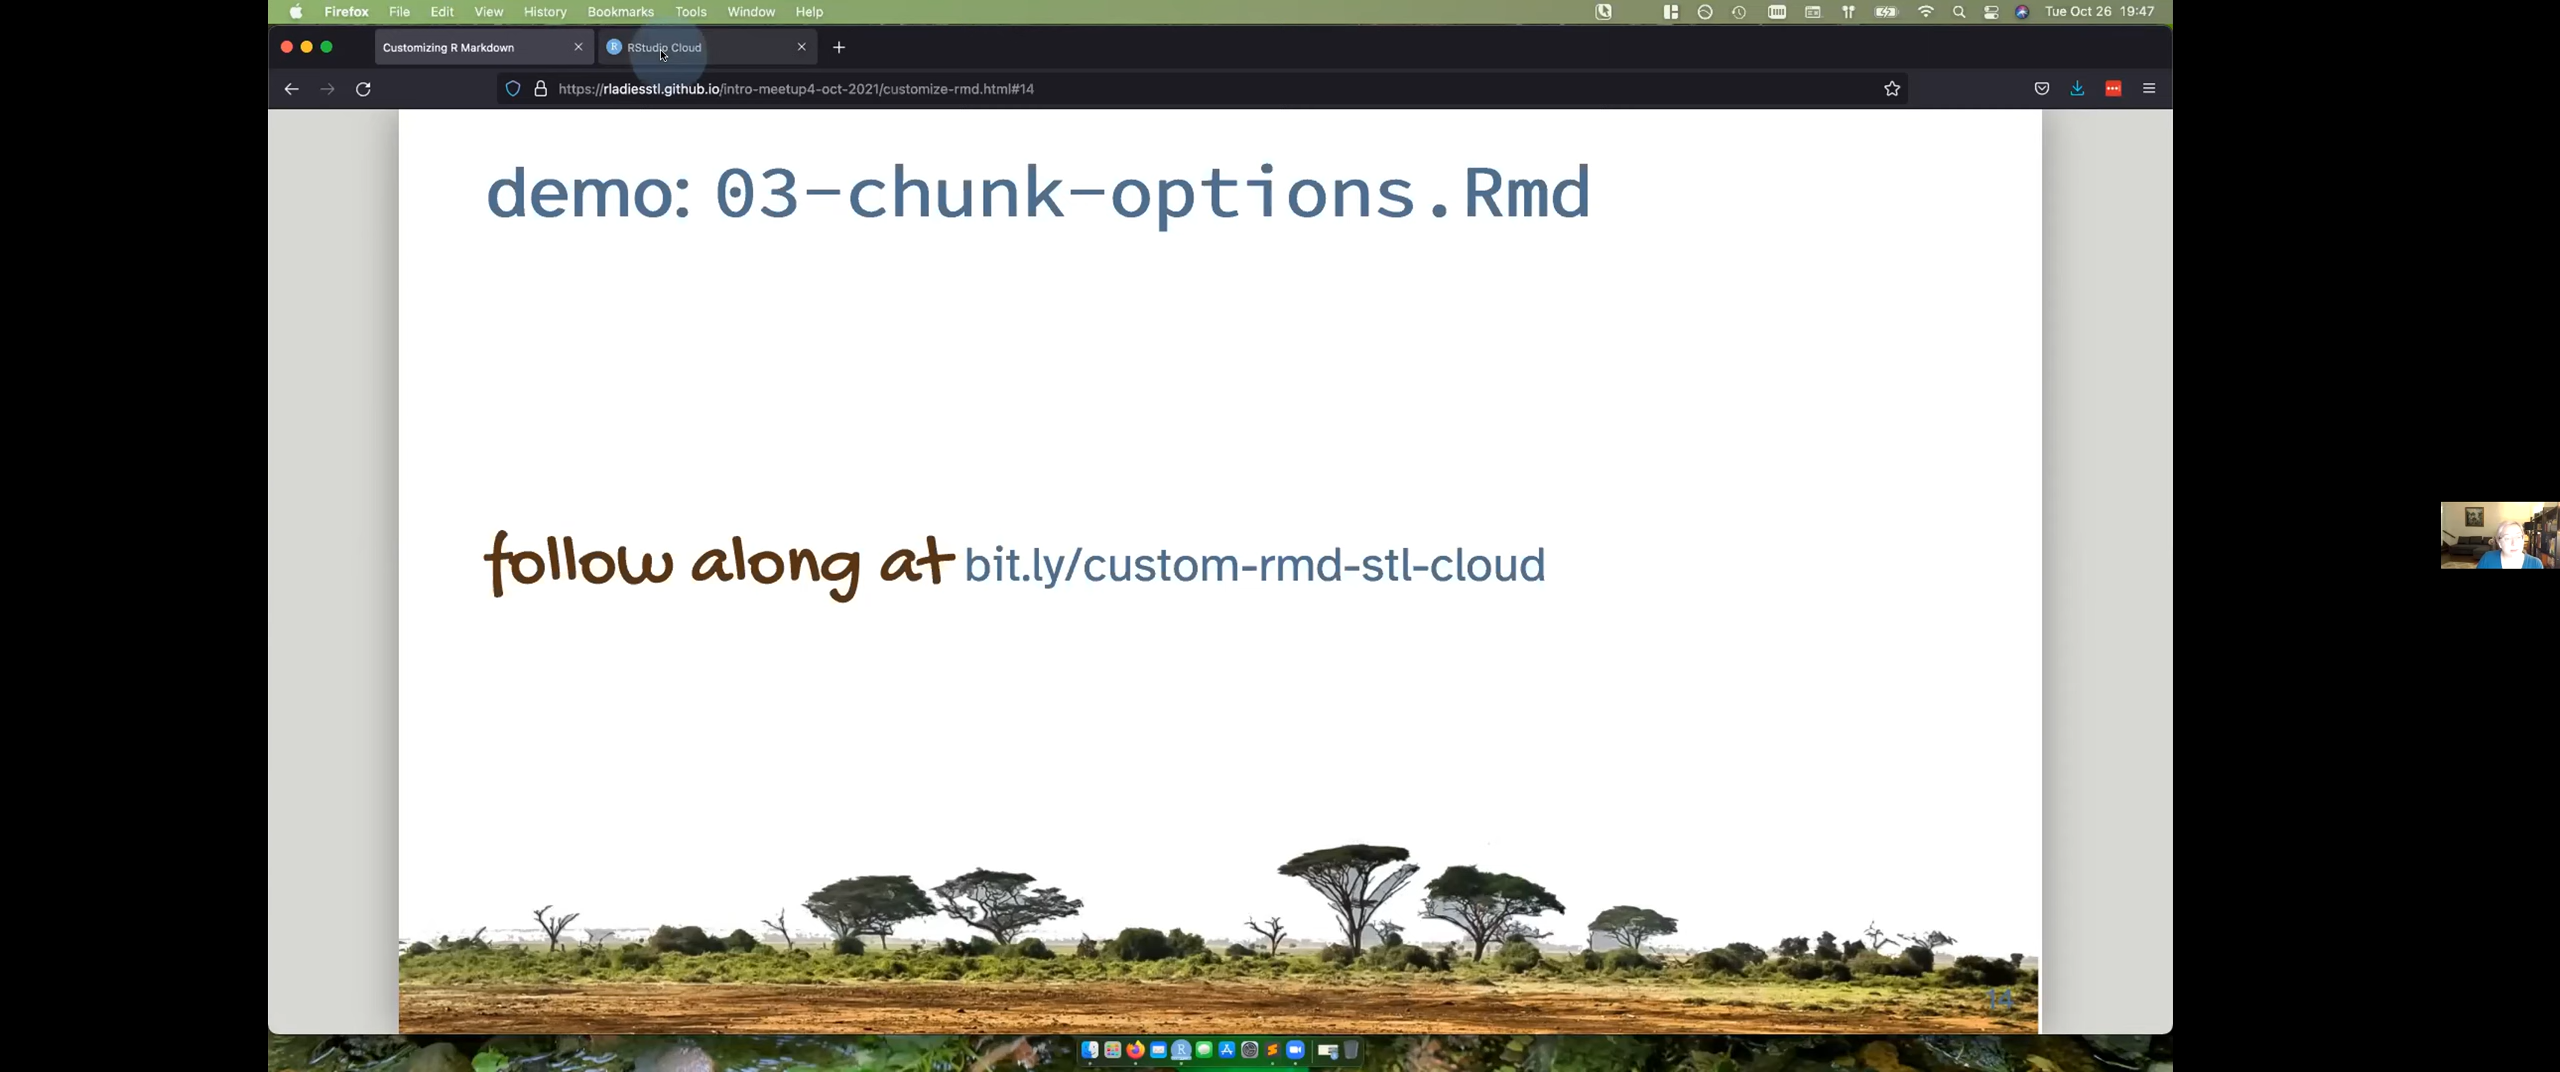 Firefox File Edit View History Bookmarks Tools Window Help Tue Oct 26 19:47
Customizing R Markdown RStudio Cloud
https://rladiesstl.github.io/intro-meetup4-oct-2021/customize-rmd.html#14
demo: 03-chunk-options.Rmd
follow along at bit.ly/custom-rmd-stl-cloud
14